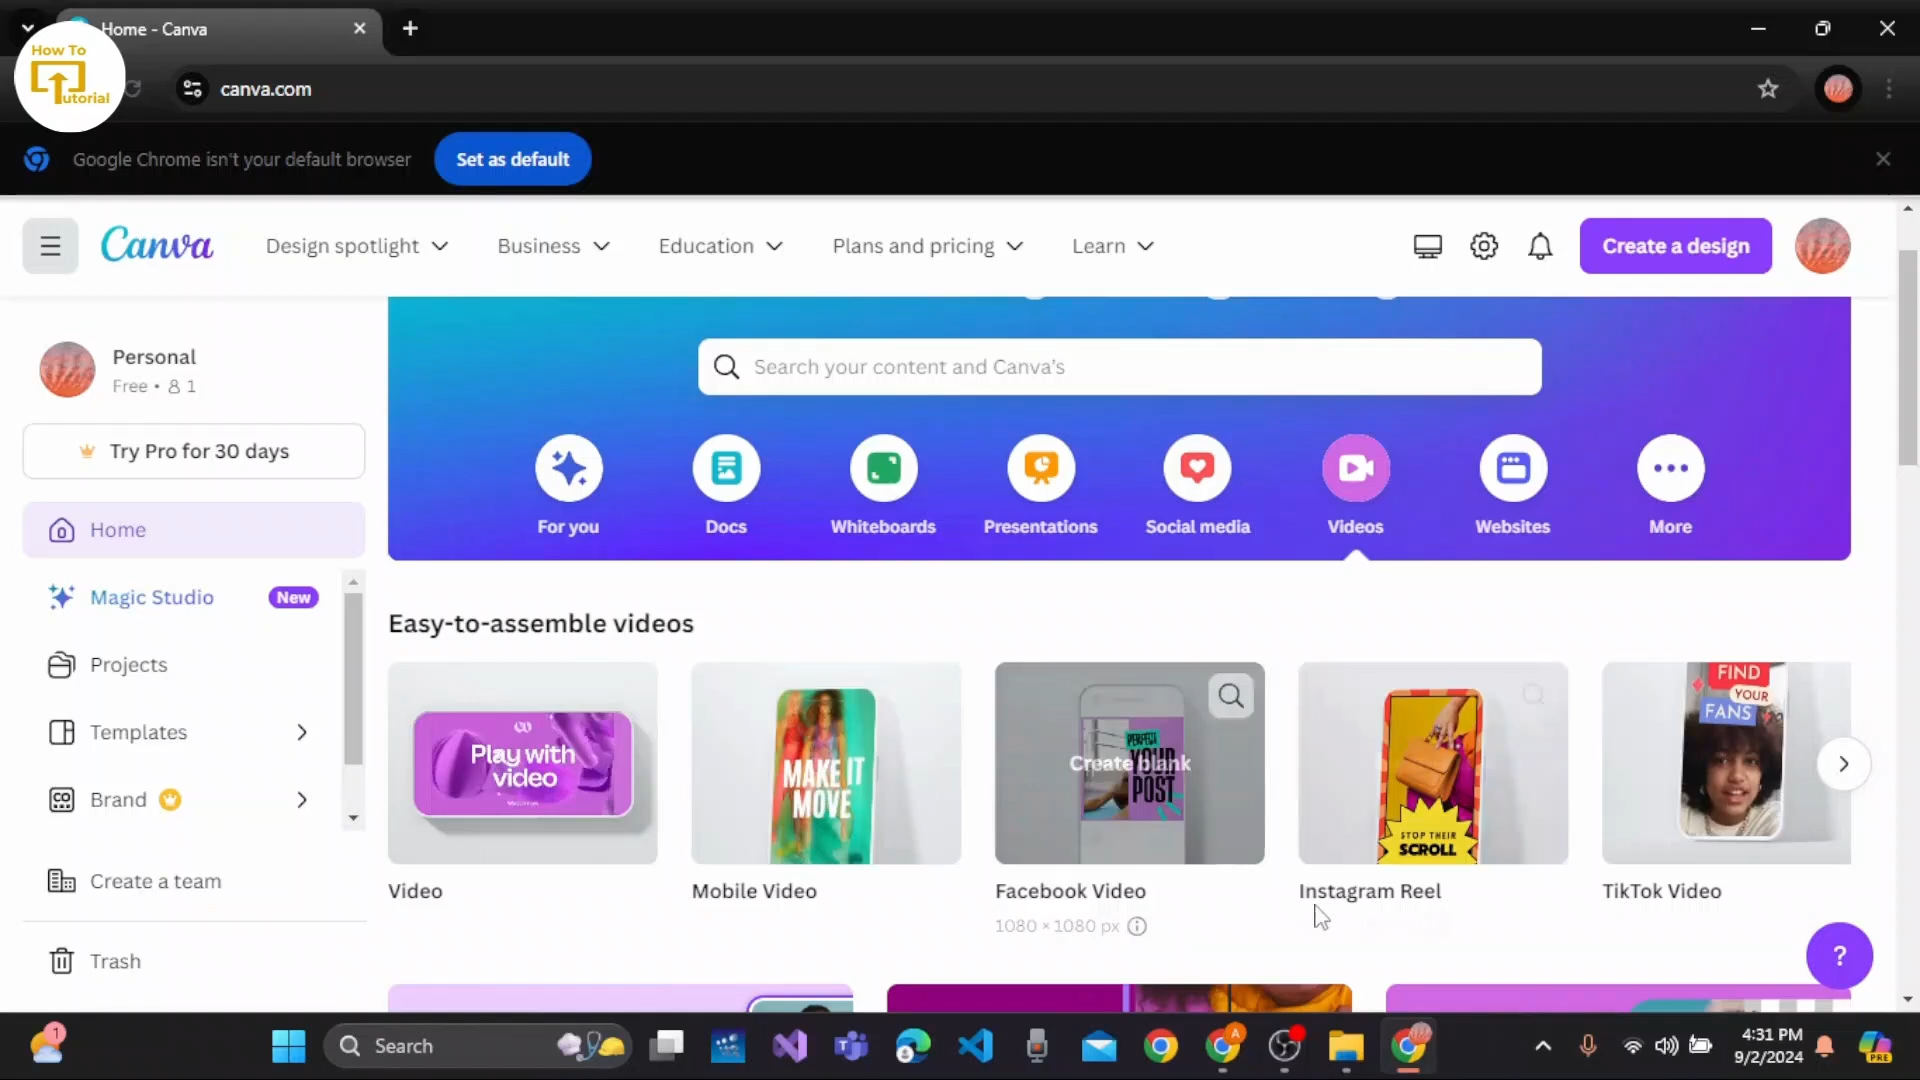 Home - Canva
How To
utorial
canva.com
Google Chrome isn't your default browser
Set as default
Canva
Design spotlight
Business
Education
Plans and pricing
Learn
Create a design
Personal
Free • 1
Try Pro for 30 days
Search your content and Canva's
For you
Docs
Whiteboards
Presentations
Social media
Videos
Websites
More
Home
Magic Studio
New
Projects
Templates
Brand
Create a team
Trash
Easy-to-assemble videos
Play with
video
MAKE IT
MOVE
Create blank
PERFECT
YOUR
POST
STOP THEIR
SCROLL
FIND
YOUR
FANS
Video
Mobile Video
Facebook Video
Instagram Reel
TikTok Video
1080 × 1080 px
?
1
Search
A
4:31 PM
9/2/2024
PRE